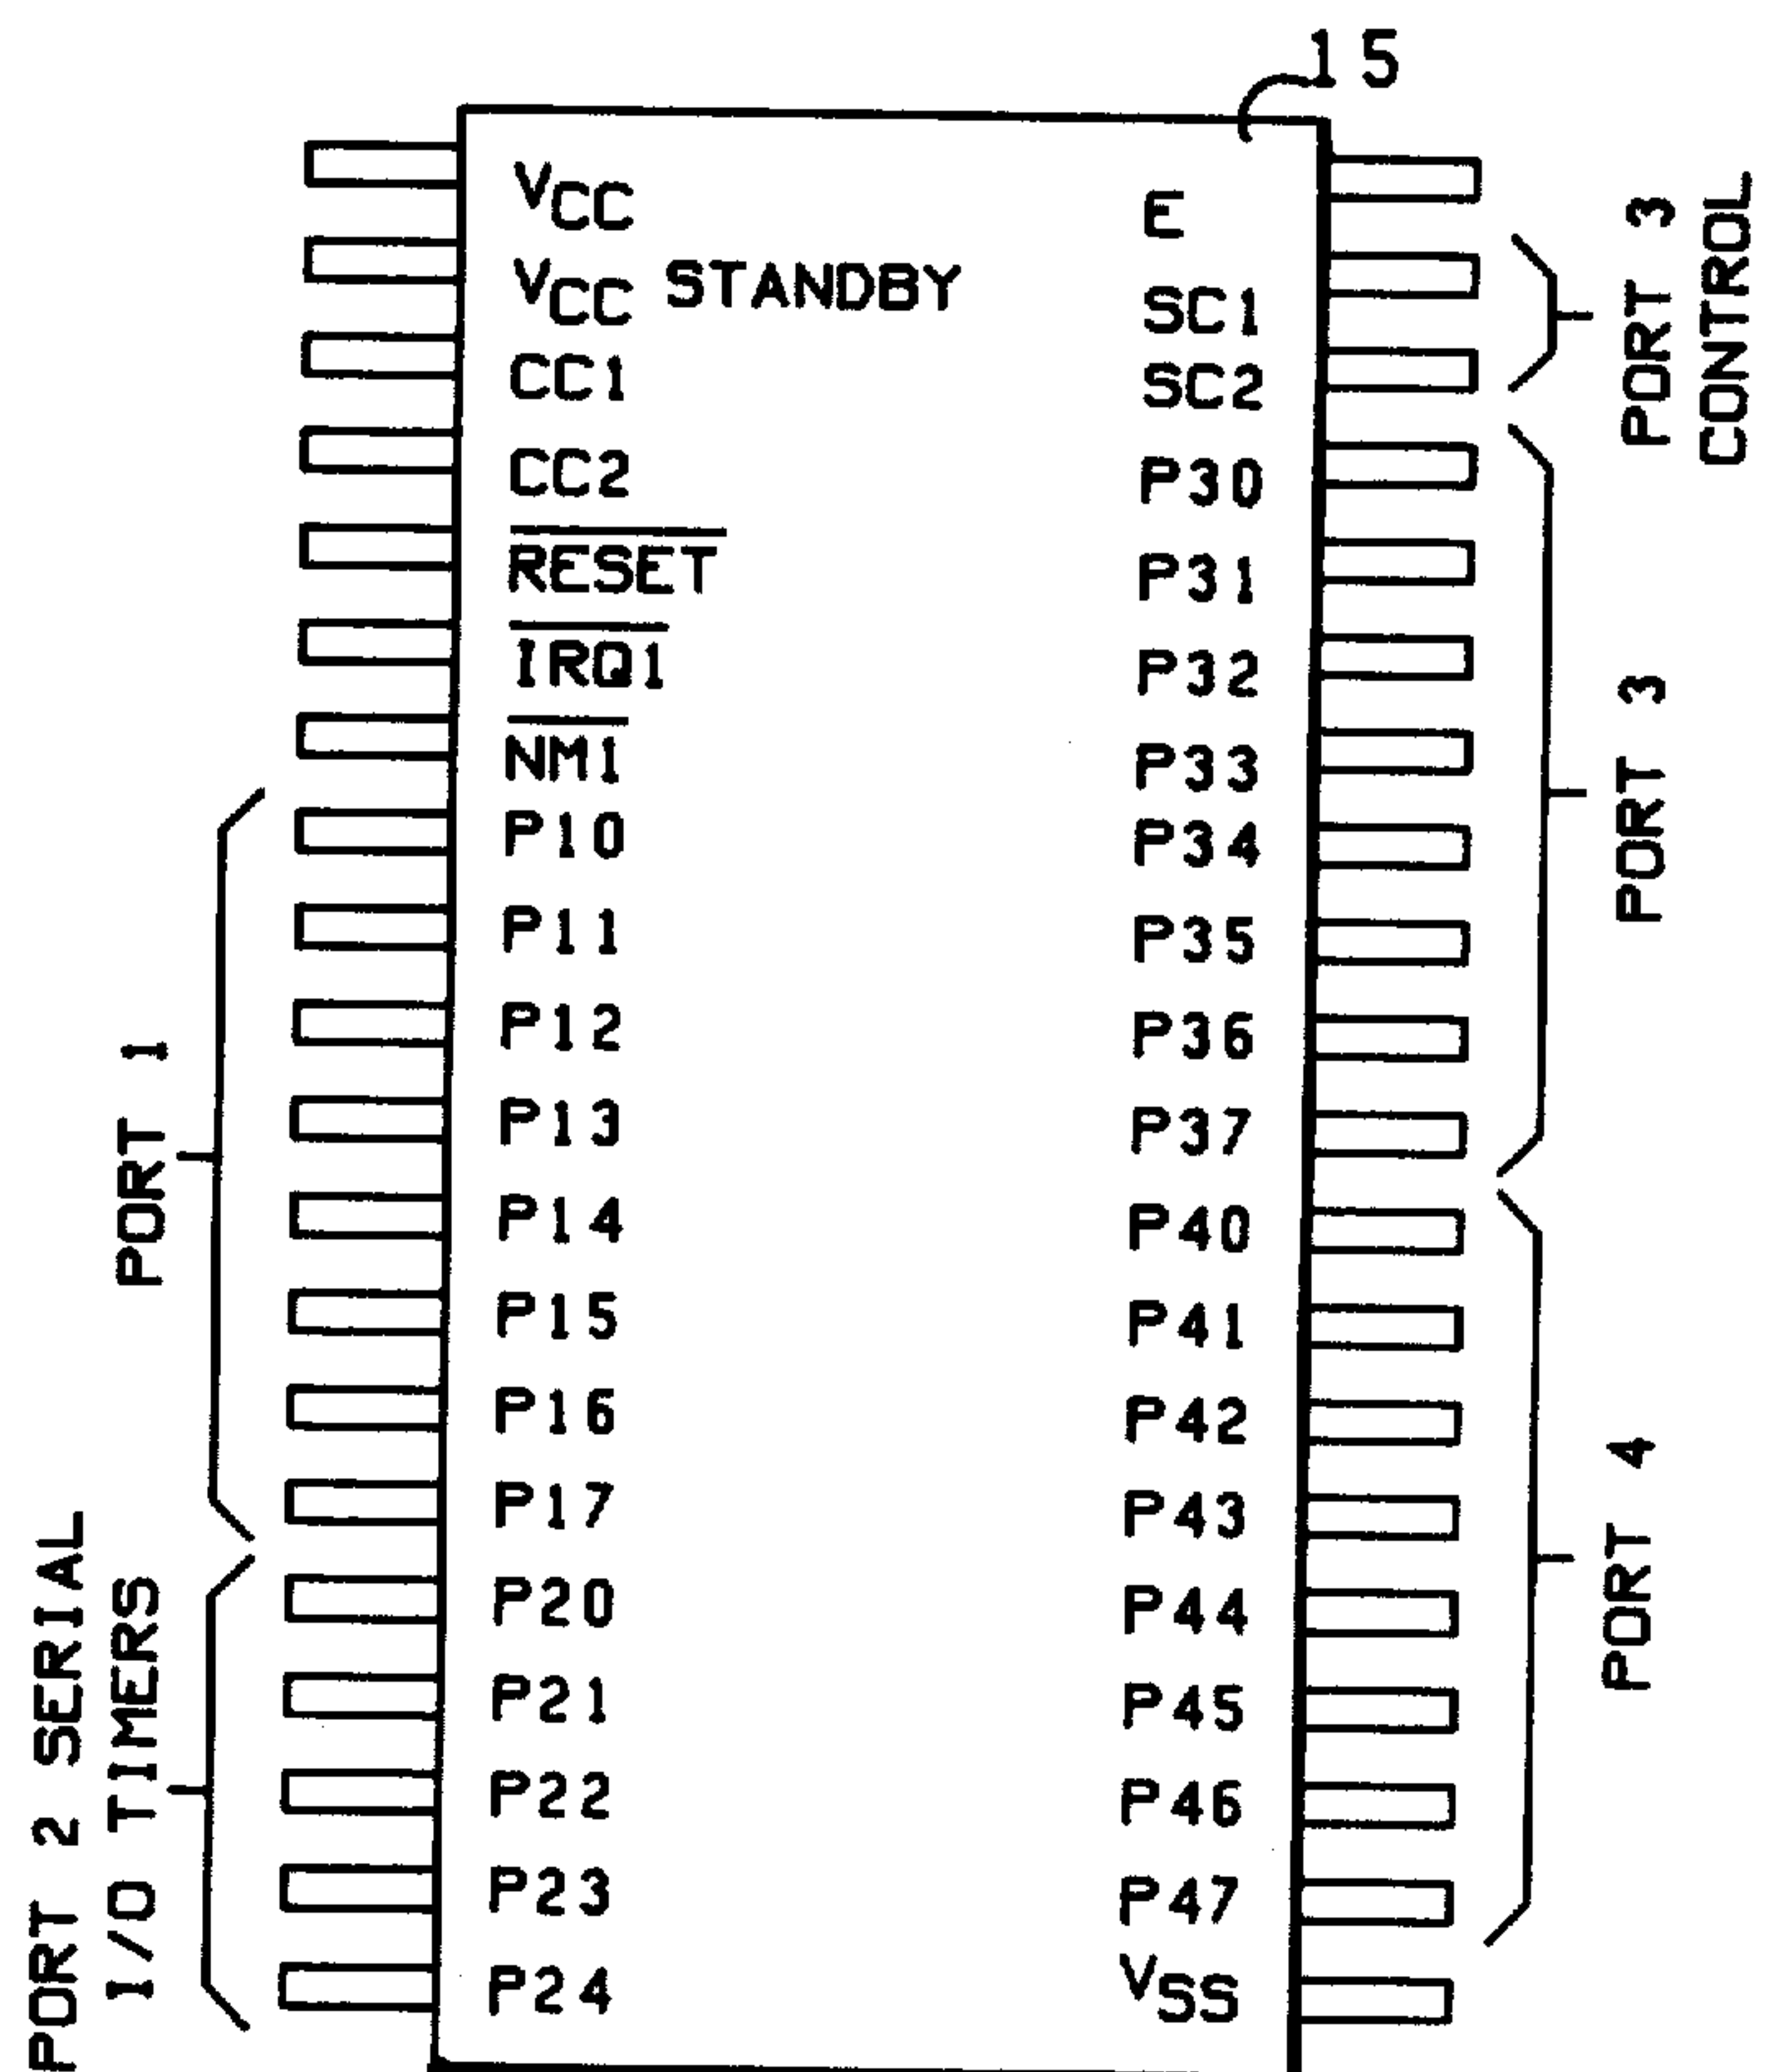 15
VCC
VCC STANDBY
CC1
CC2
RESET
IRQ1
NM1
P10
P11
P12
P13
P14
P15
P16
P17
P20
P21
P22
P23
P24
E
SC1
SC2
P30
P31
P32
P33
P34
P35
P36
P37
P40
P41
P42
P43
P44
P45
P46
P47
VSS
PORT 1
PORT 2 SERIAL
I/O TIMERS
PORT 3
CONTROL
PORT 3
PORT 4